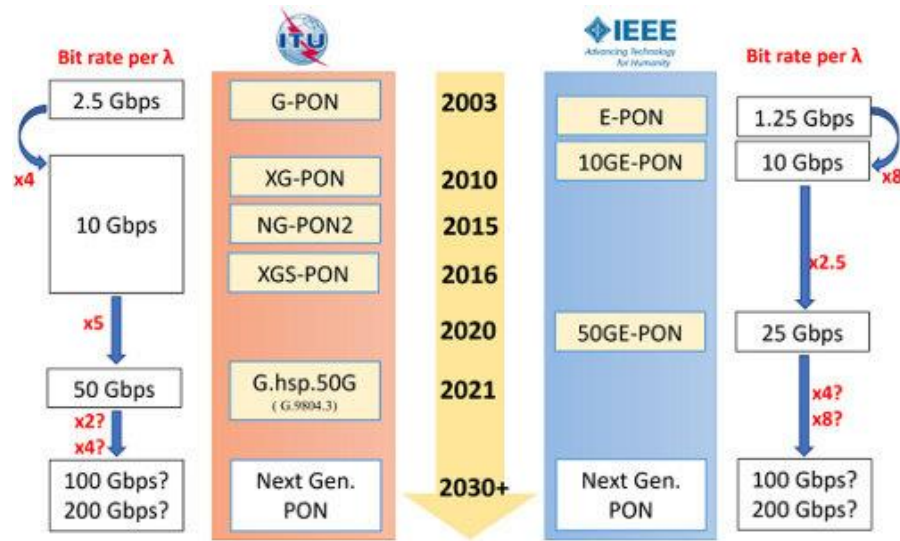 ITU
IEEE
Advancing Technology
for Humanity
Bit rate per λ
Bit rate per λ
2.5 Gbps
G-PON
2003
E-PON
1.25 Gbps
x4
XG-PON
2010
10GE-PON
10 Gbps
x8
10 Gbps
NG-PON2
2015
XGS-PON
2016
x2.5
x5
2020
50GE-PON
25 Gbps
50 Gbps
G.hsp.50G
( G.9804.3)
2021
x2?
x4?
x4?
x8?
100 Gbps?
200 Gbps?
Next Gen.
PON
2030+
Next Gen.
PON
100 Gbps?
200 Gbps?